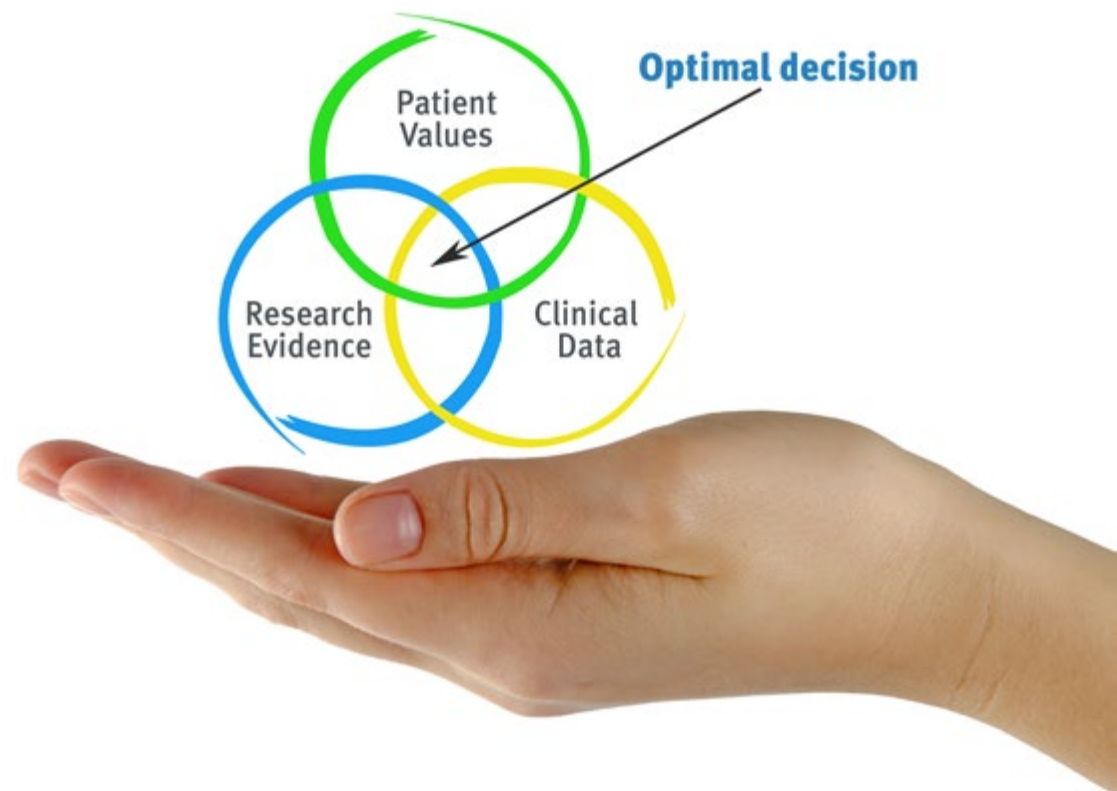 Optimal decision
Patient
Values
Research
Evidence
Clinical
Data